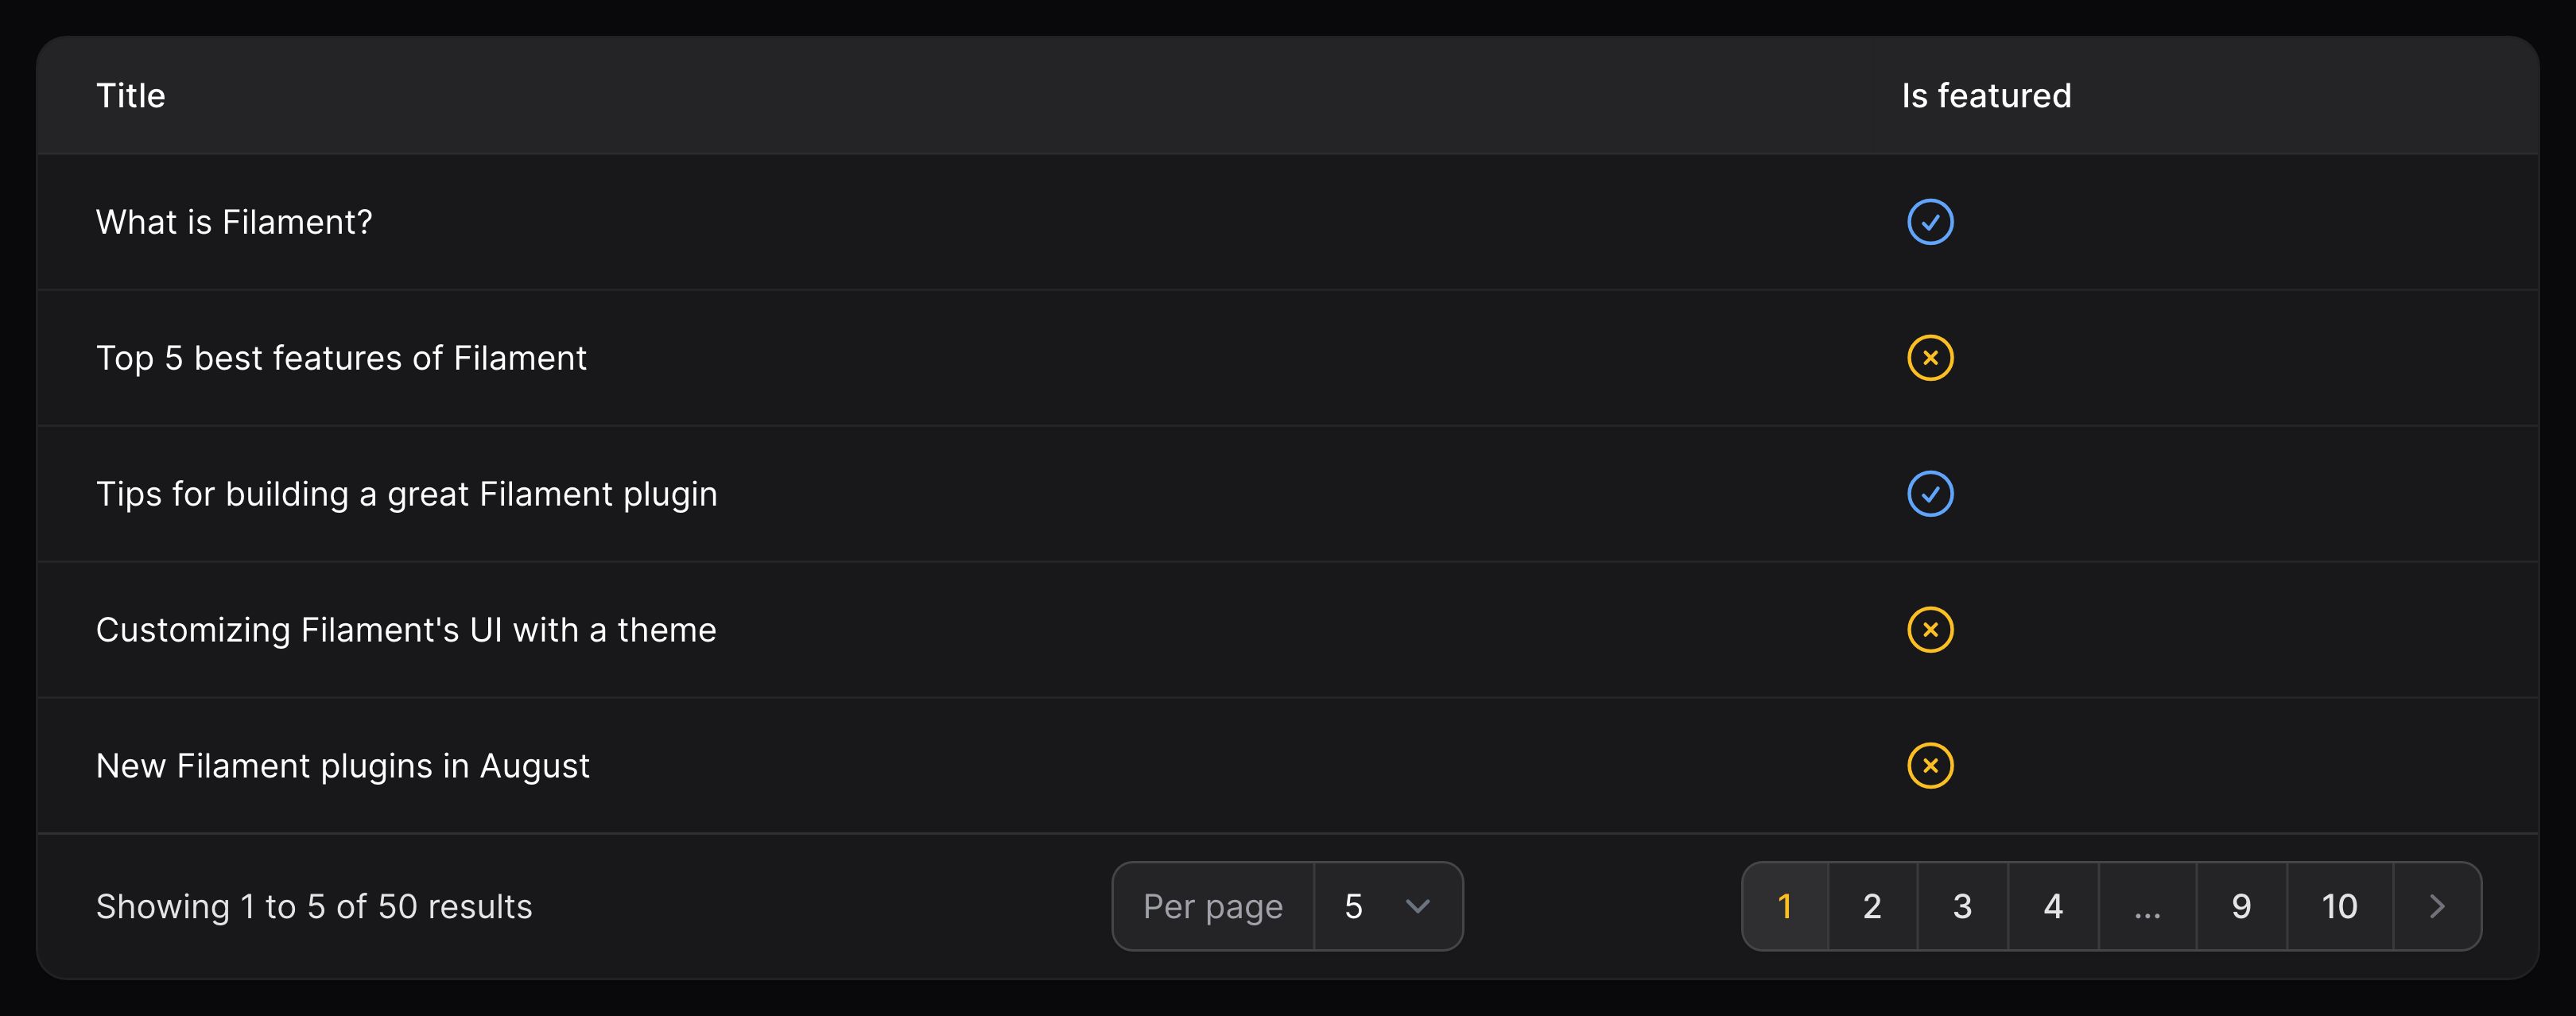 Title Is featured
What is Filament?
Top 5 best features of Filament
Tips for building a great Filament plugin
Customizing Filament's UI with a theme
New Filament plugins in August
Showing 1 to 5 of 50 results Per page 5 1 2 3 4 ... 9 10